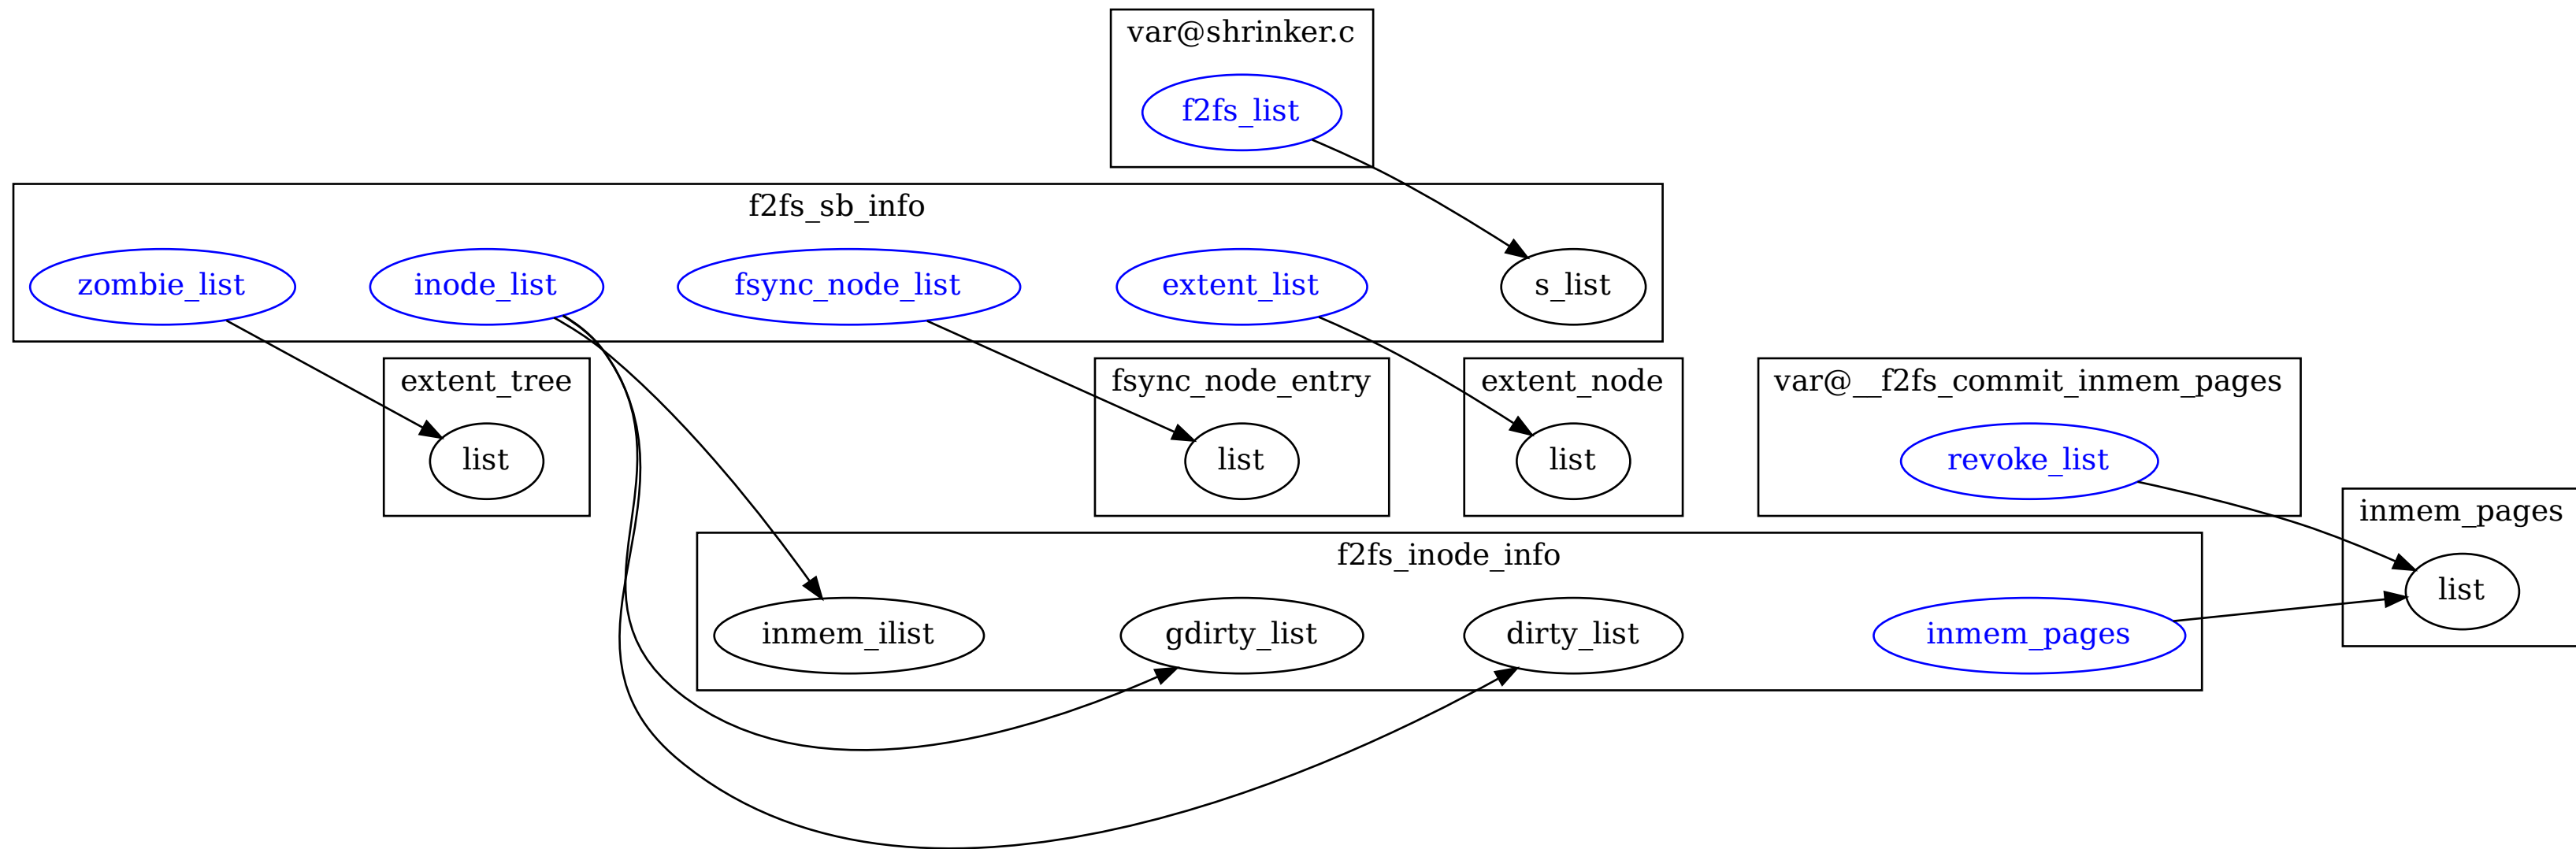 var@shrinker.c
f2fs_list
f2fs_sb_info
zombie_list
inode_list
fsync_node_list
extent_list
s_list
extent_tree
list
fsync_node_entry
list
extent_node
list
var@__f2fs_commit_inmem_pages
revoke_list
inmem_pages
list
f2fs_inode_info
inmem_ilist
gdirty_list
dirty_list
inmem_pages